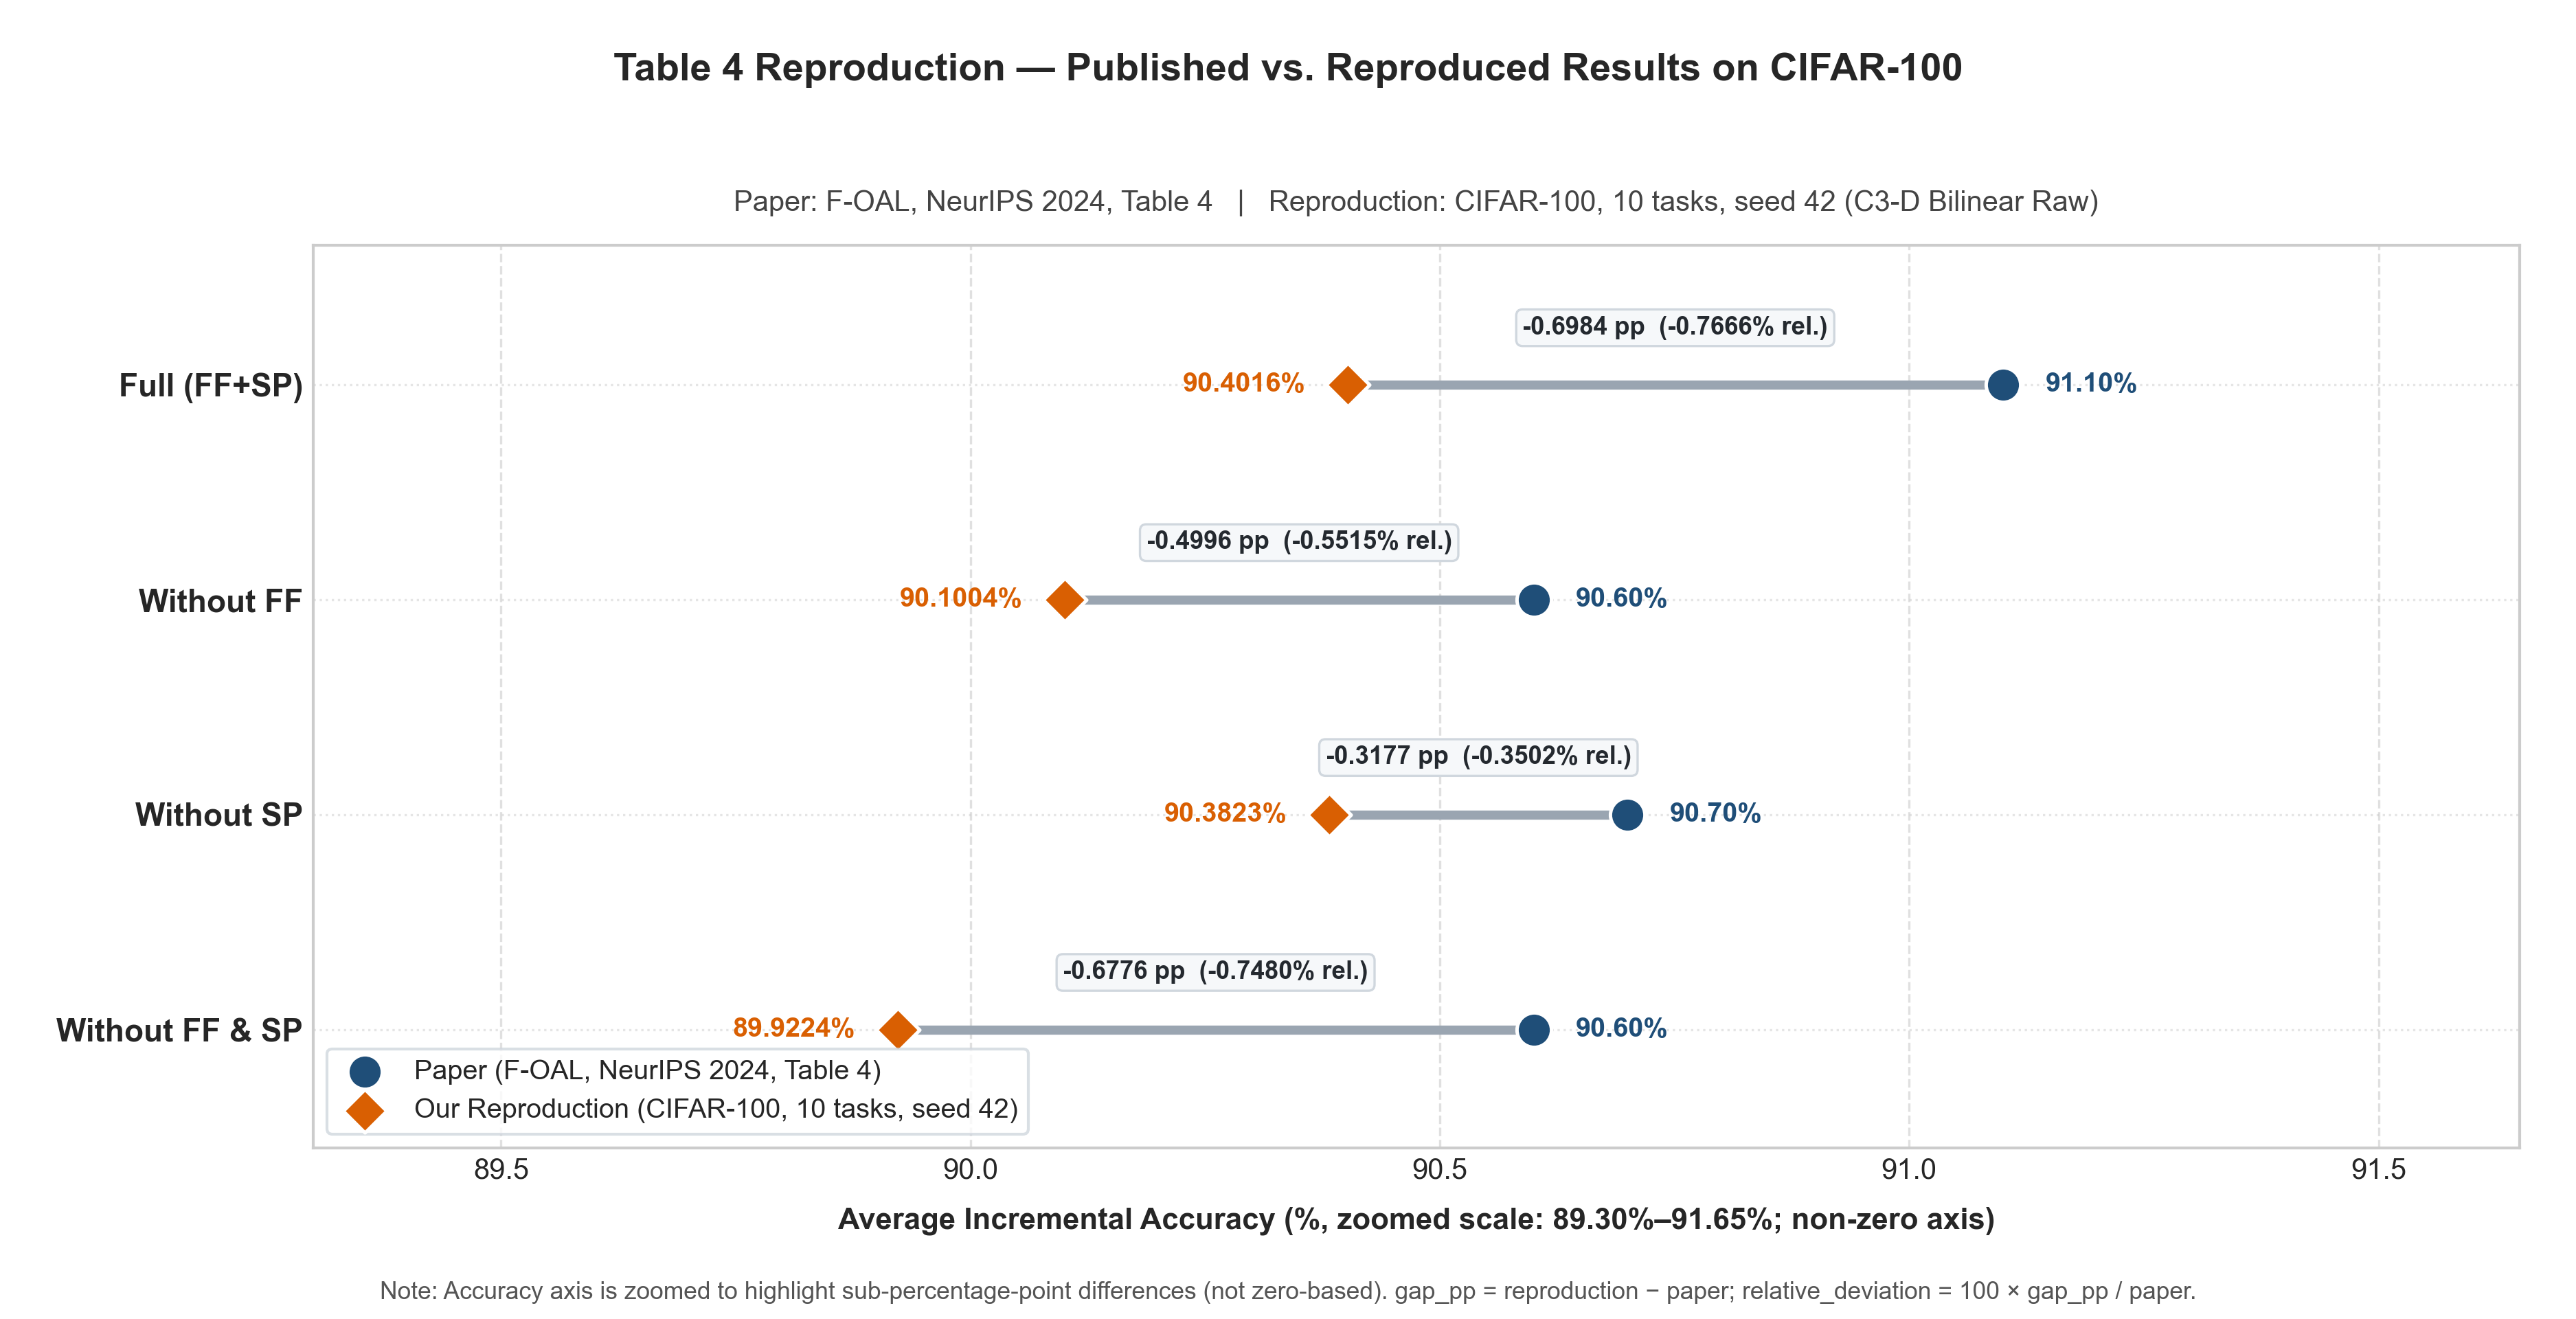 Table 4 Reproduction — Published vs. Reproduced Results on CIFAR-100
Paper: F-OAL, NeurIPS 2024, Table 4 | Reproduction: CIFAR-100, 10 tasks, seed 42 (C3-D Bilinear Raw)
-0.6984 pp (-0.7666% rel.)
Full (FF+SP) 90.4016% 91.10%
-0.4996 pp (-0.5515% rel.)
Without FF 90.1004% 90.60%
-0.3177 pp (-0.3502% rel.)
Without SP 90.3823% 90.70%
-0.6776 pp (-0.7480% rel.)
Without FF & SP 89.9224% 90.60%
Paper (F-OAL, NeurIPS 2024, Table 4)
Our Reproduction (CIFAR-100, 10 tasks, seed 42)
89.5 90.0 90.5 91.0 91.5
Average Incremental Accuracy (%, zoomed scale: 89.30%–91.65%; non-zero axis)
Note: Accuracy axis is zoomed to highlight sub-percentage-point differences (not zero-based). gap_pp = reproduction − paper; relative_deviation = 100 × gap_pp / paper.